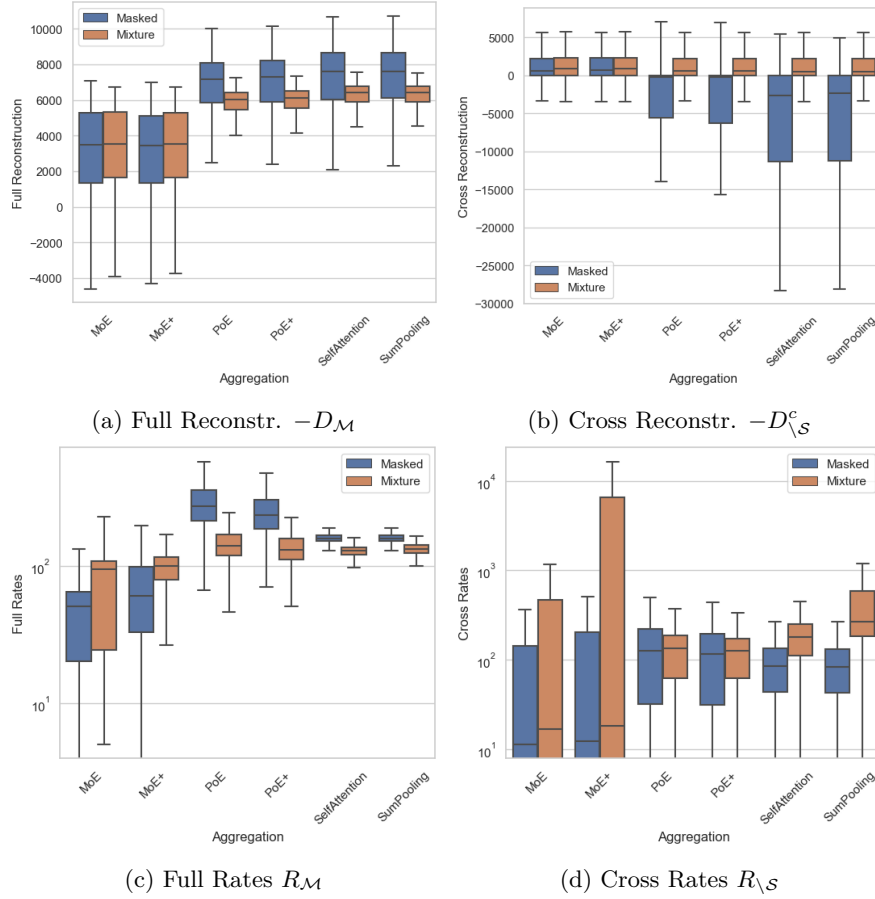 Masked
Mixture
10000
8000
6000
4000
2000
0
−2000
−4000
Full Reconstruction
MoE
MoE+
PoE
PoE+
SelfAttention
SumPooling
Aggregation
(a) Full Reconstr. −D_M
5000
0
−5000
−10000
−15000
−20000
−25000
−30000
Cross Reconstruction
Masked
Mixture
MoE
MoE+
PoE
PoE+
SelfAttention
SumPooling
Aggregation
(b) Cross Reconstr. −D^c_{\S}
Masked
Mixture
10^2
10^1
Full Rates
MoE
MoE+
PoE
PoE+
SelfAttention
SumPooling
Aggregation
(c) Full Rates R_M
Masked
Mixture
10^4
10^3
10^2
10^1
Cross Rates
MoE
MoE+
PoE
PoE+
SelfAttention
SumPooling
Aggregation
(d) Cross Rates R_{\S}